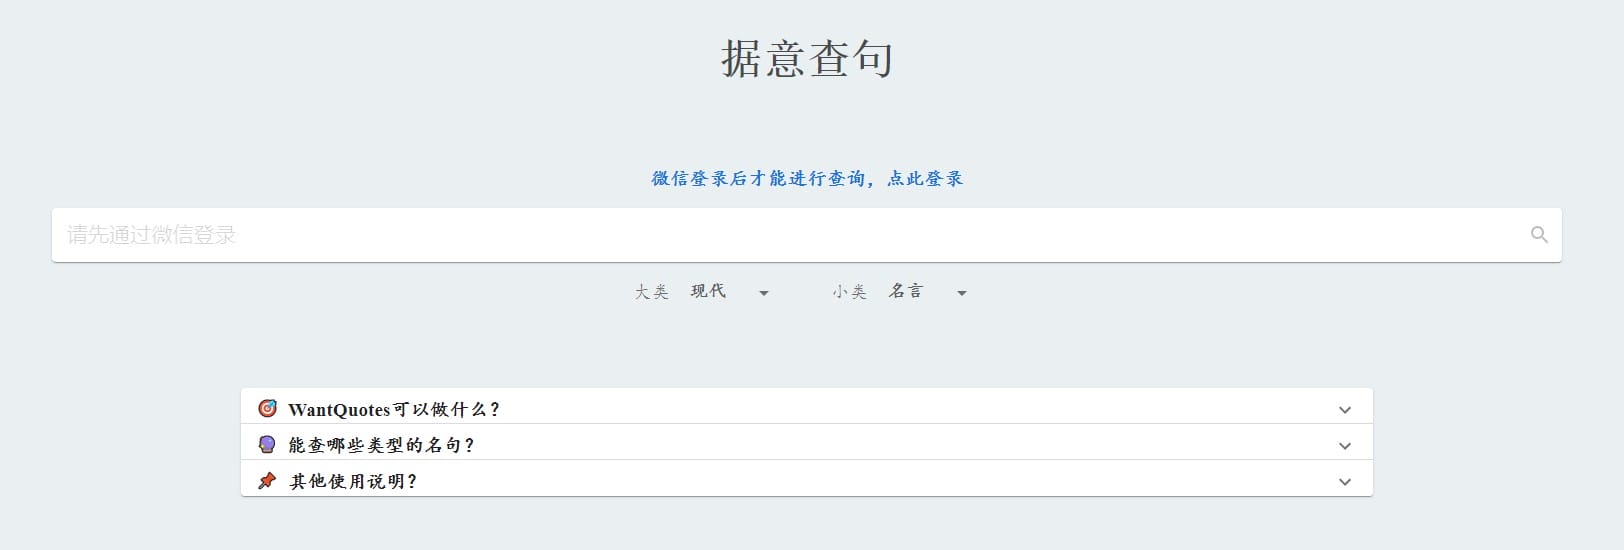 据意查句
微信登录后才能进行查询，点此登录
请先通过微信登录
大类 现代 小类 名言
WantQuotes可以做什么？
能查哪些类型的名句？
其他使用说明？